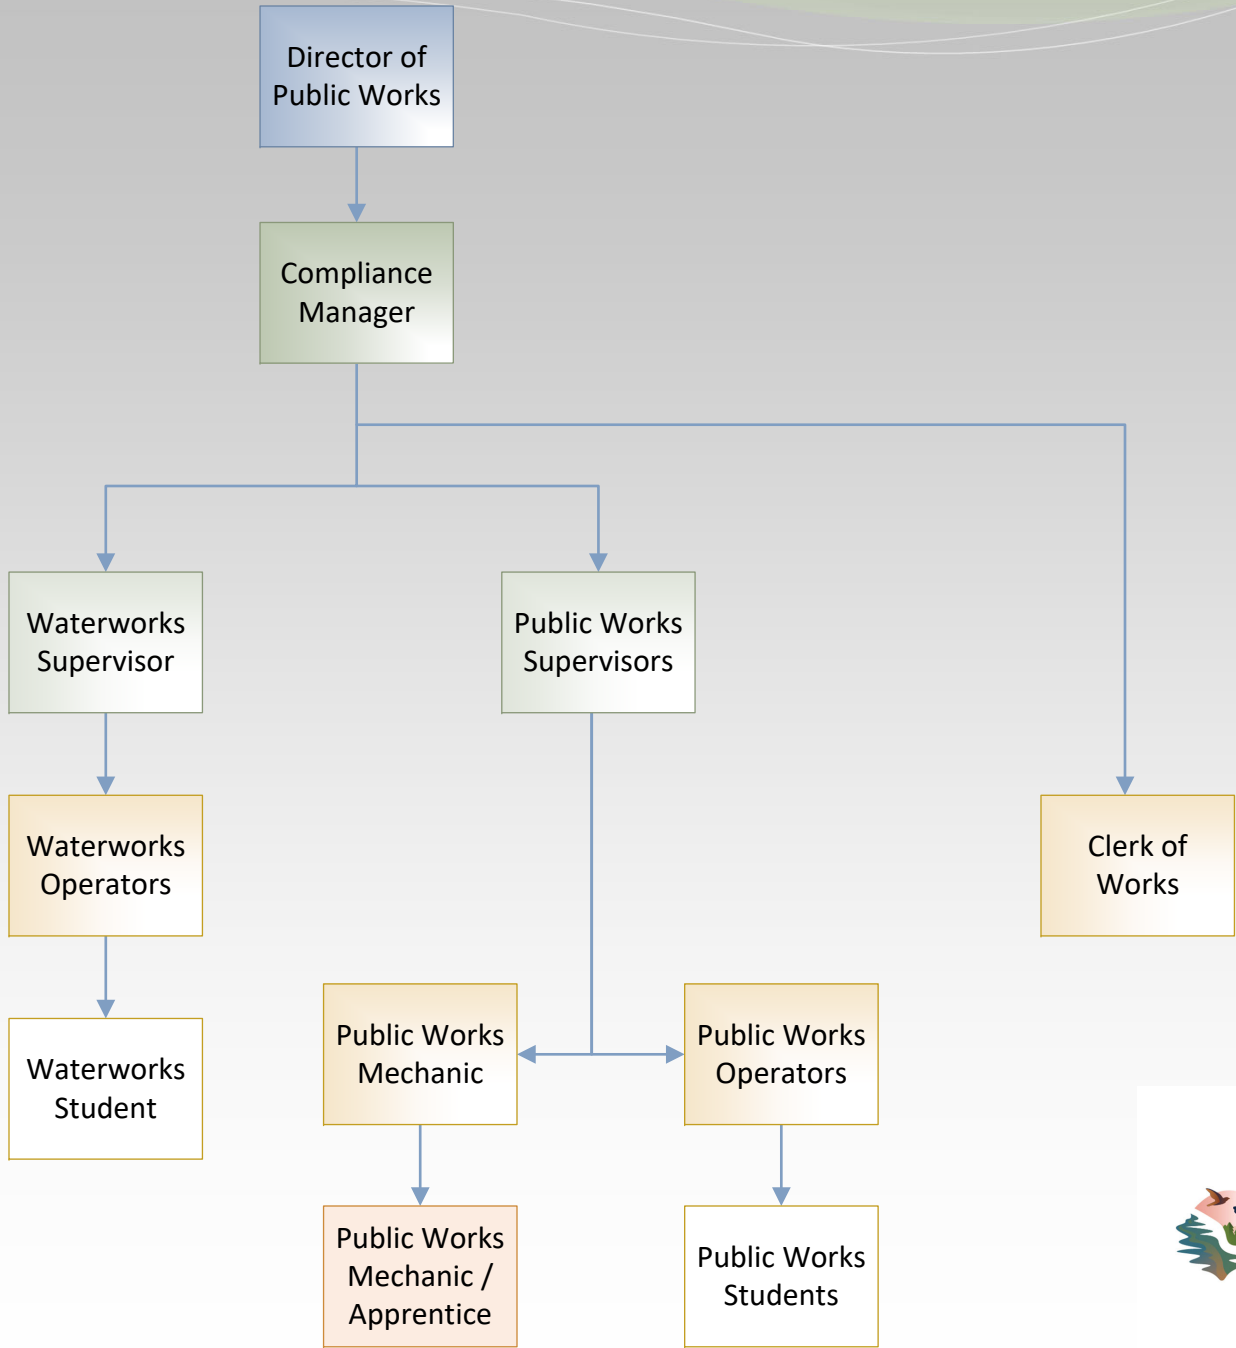 Director of
Public Works
Compliance
Manager
Waterworks
Supervisor
Public Works
Supervisors
Waterworks
Operators
Clerk of
Works
Waterworks
Student
Public Works
Mechanic
Public Works
Operators
Public Works
Mechanic /
Apprentice
Public Works
Students